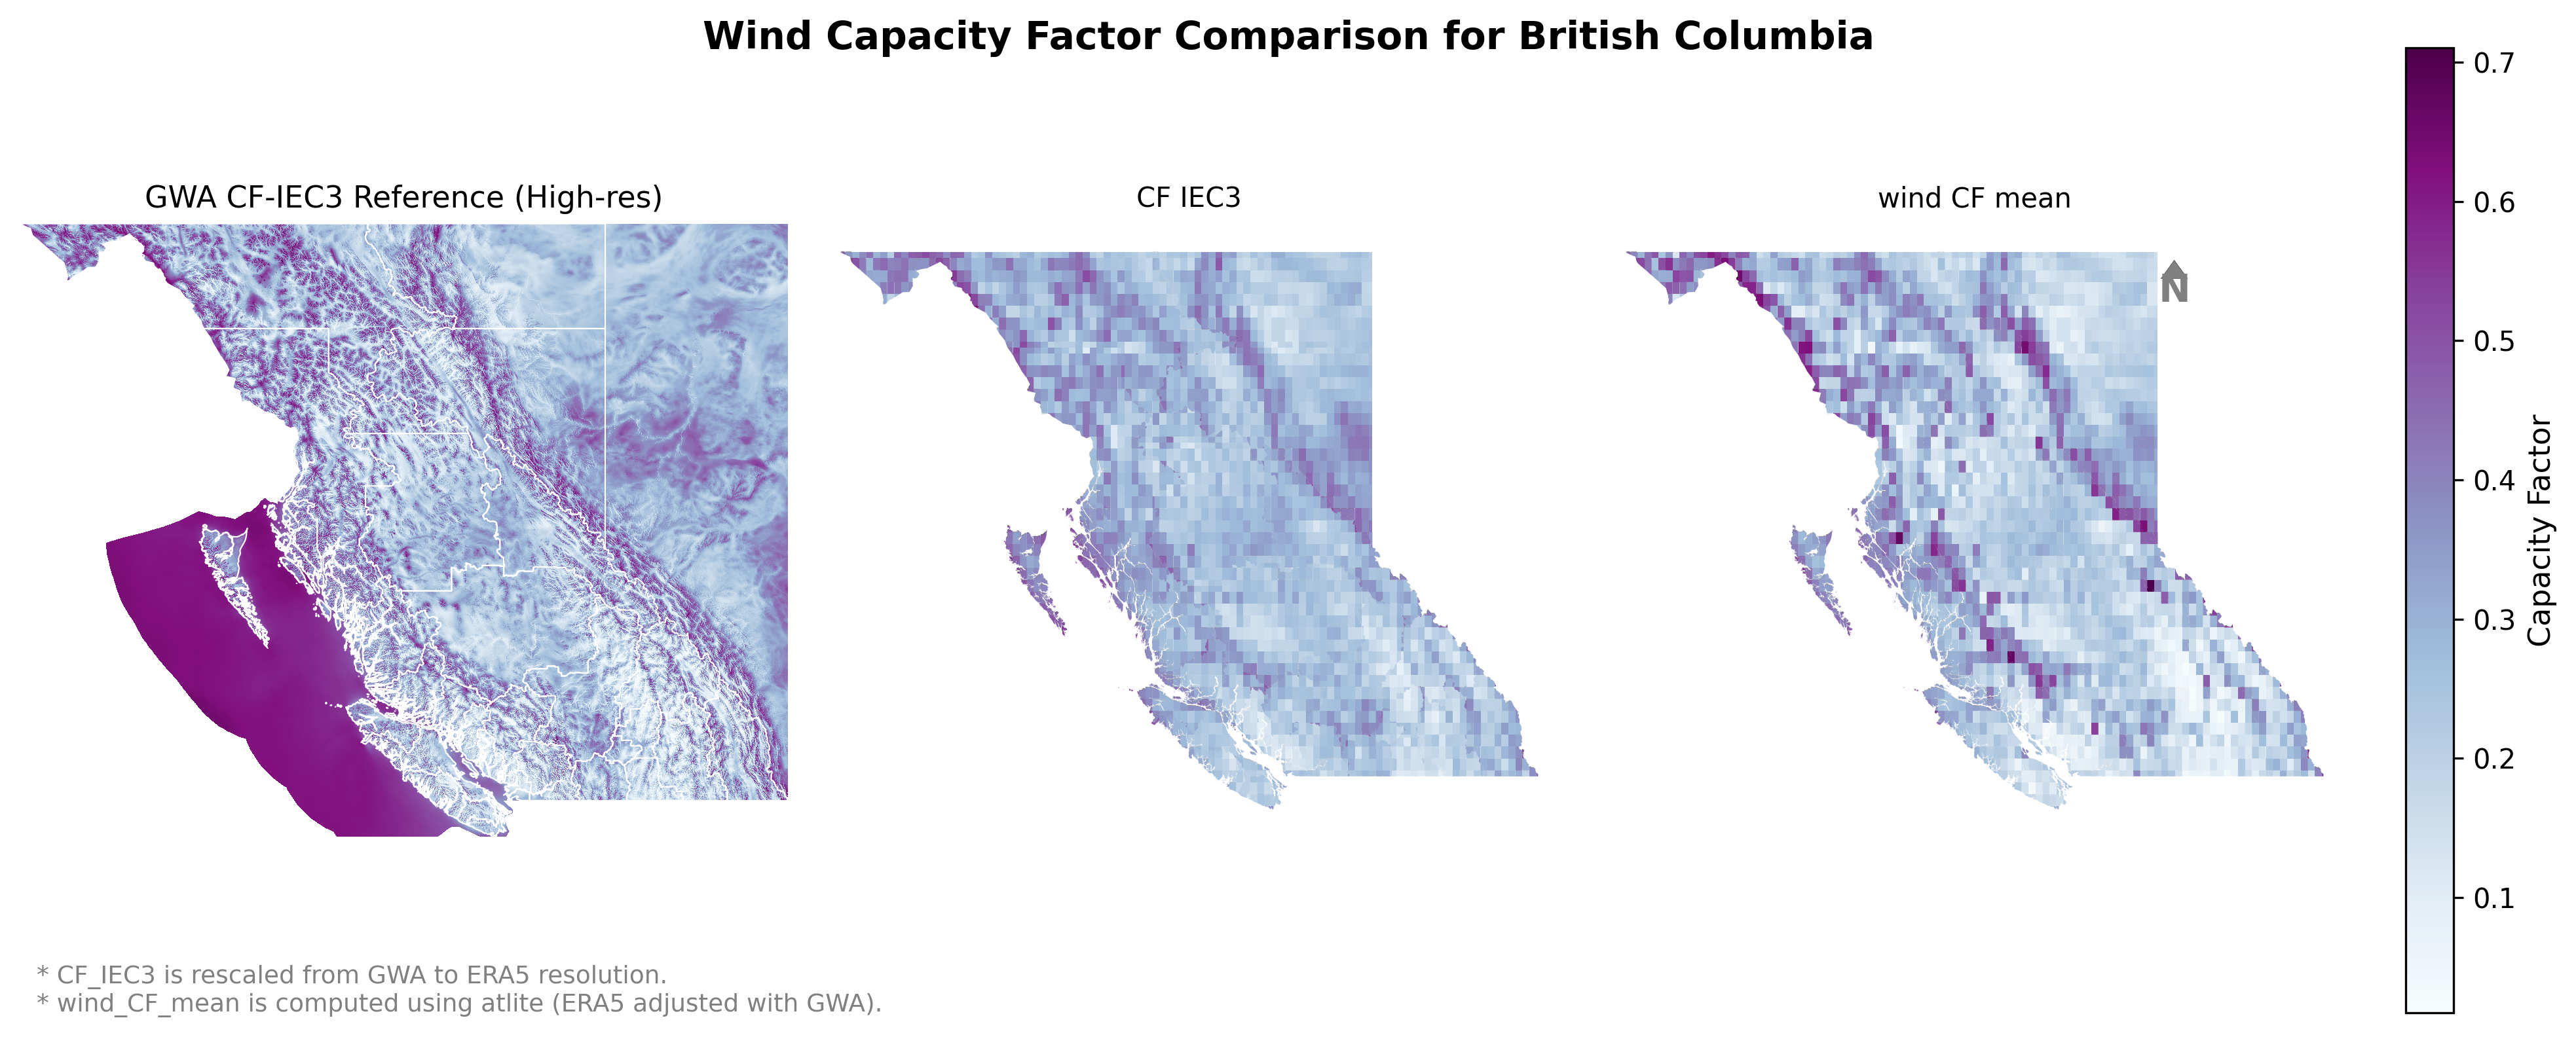 Wind Capacity Factor Comparison for British Columbia
GWA CF-IEC3 Reference (High-res)
CF IEC3
wind CF mean
N
0.7
0.6
0.5
0.4
0.3
0.2
0.1
Capacity Factor
* CF_IEC3 is rescaled from GWA to ERA5 resolution.
* wind_CF_mean is computed using atlite (ERA5 adjusted with GWA).